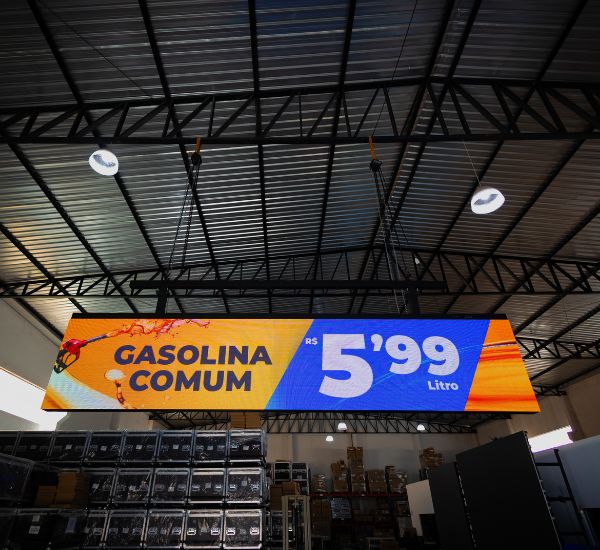 GASOLINA
COMUM
R$ 5'99
Litro